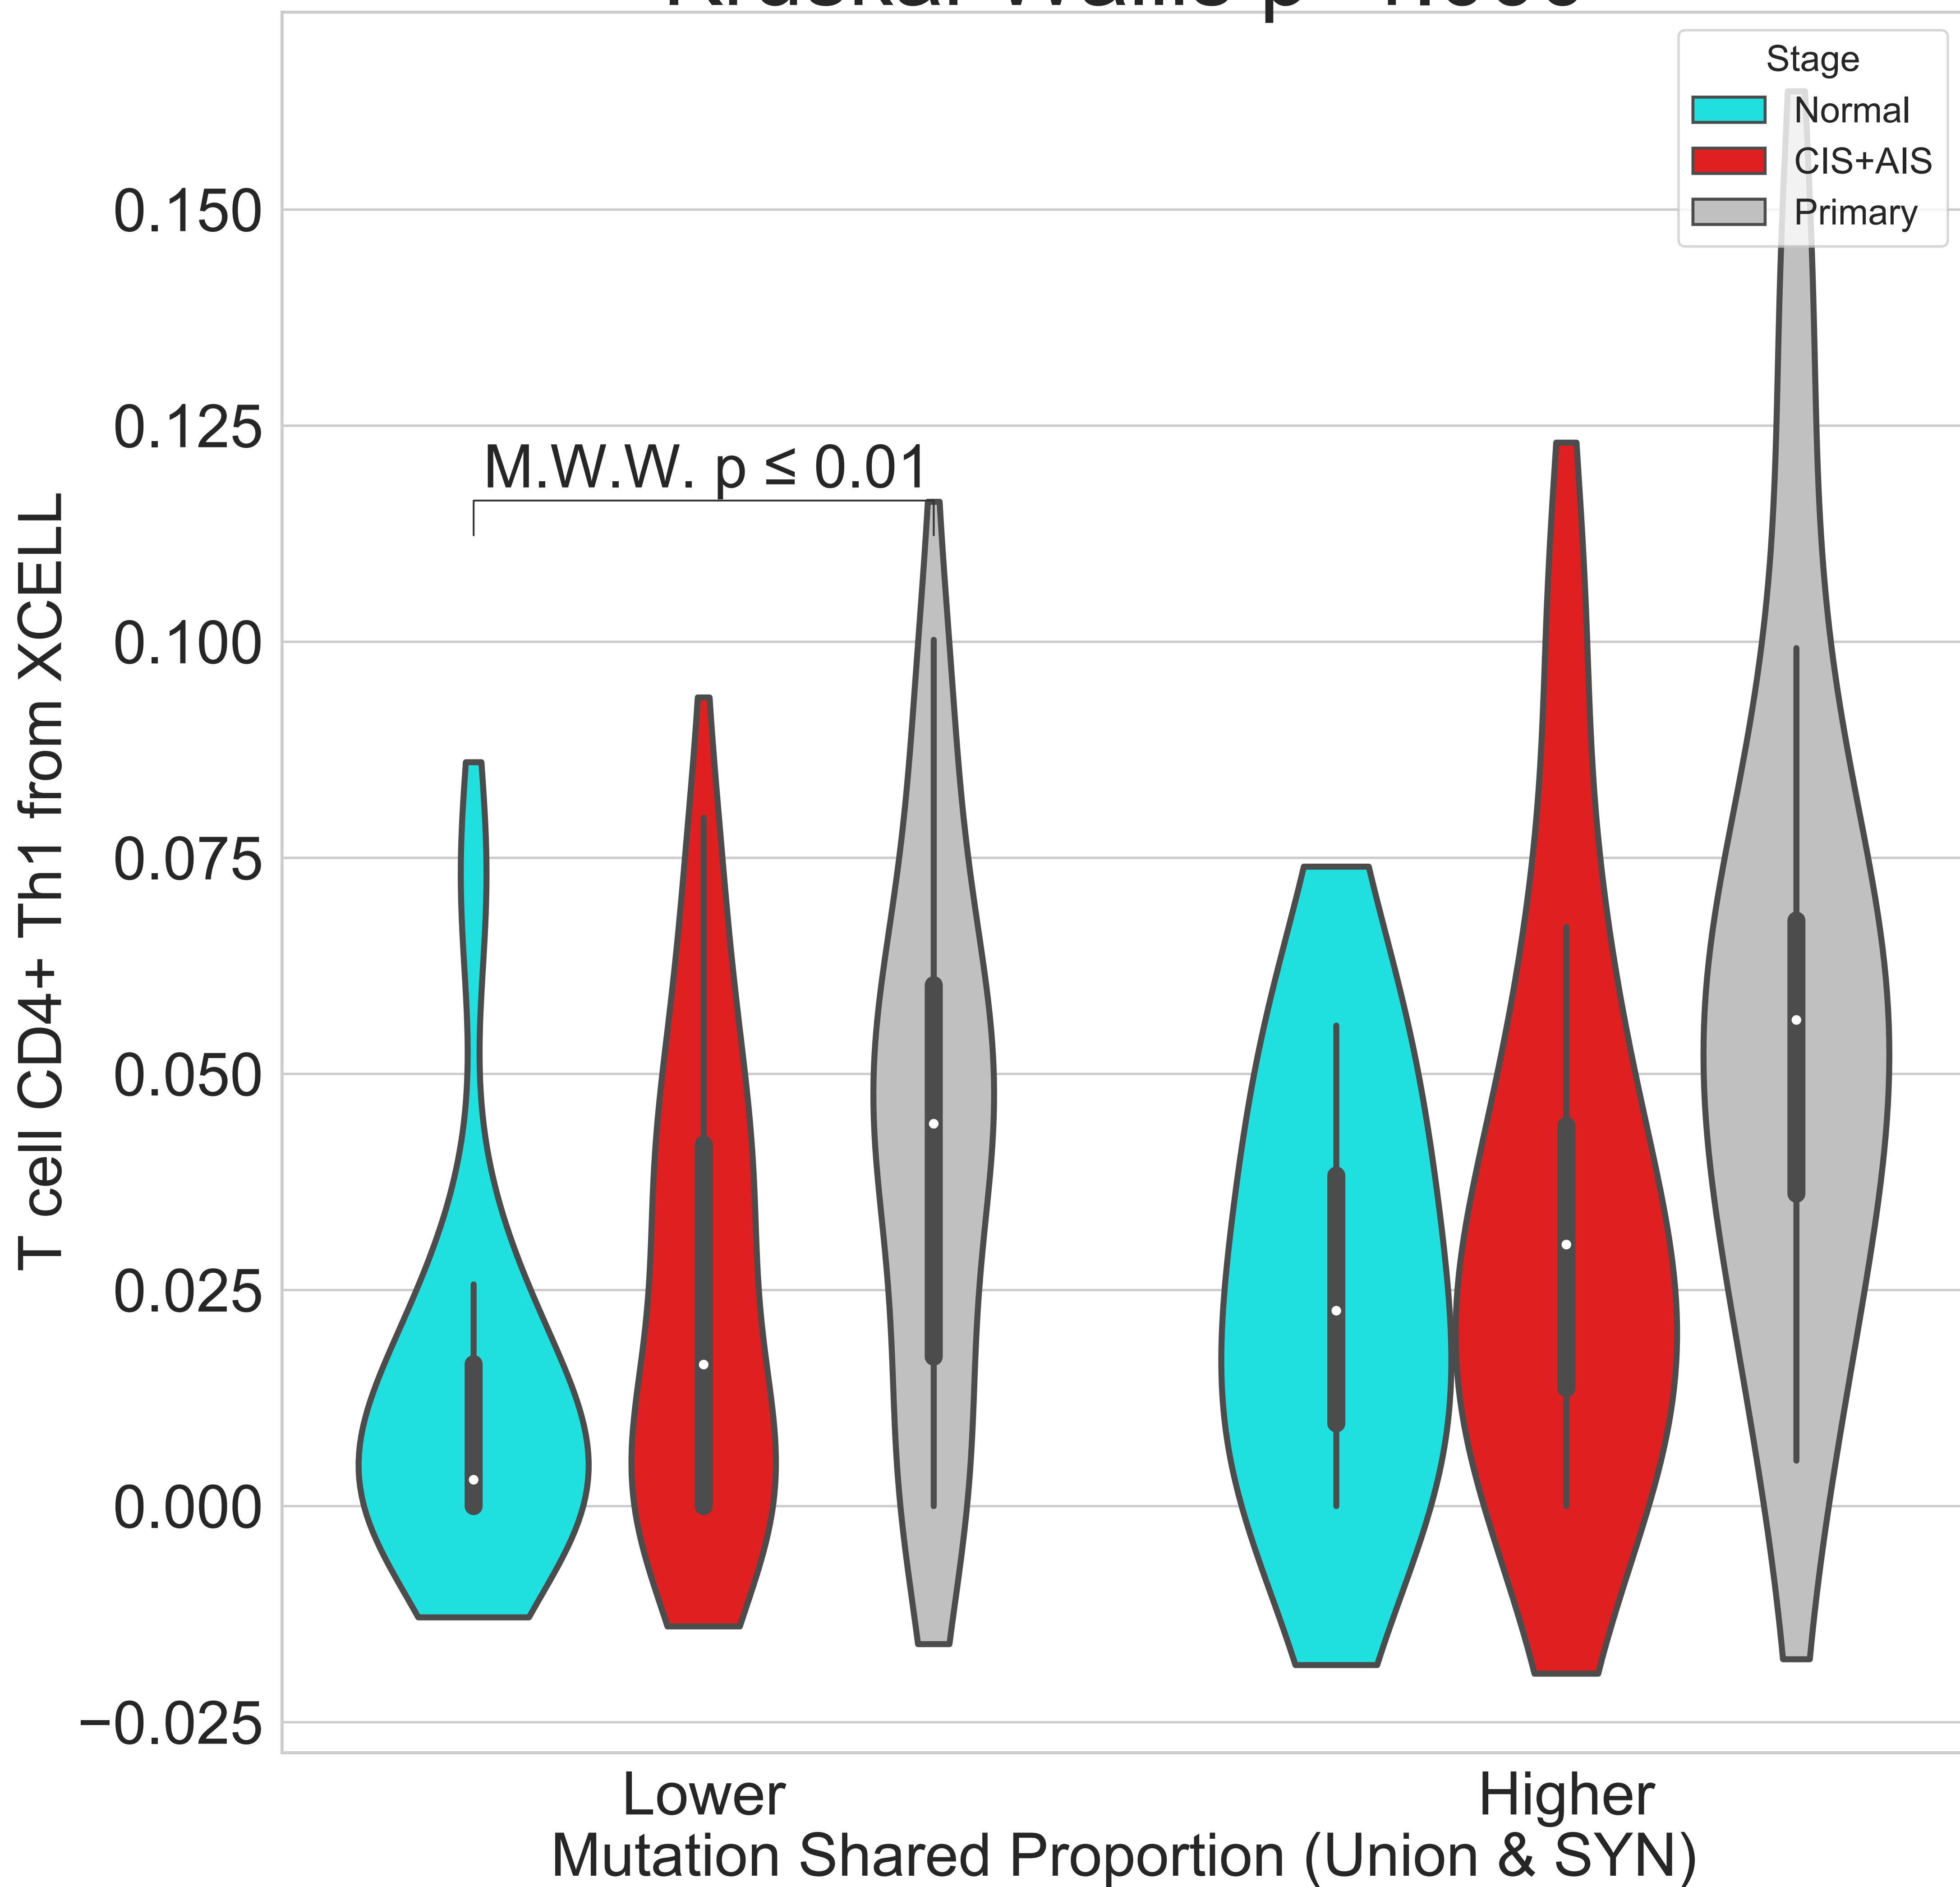 Stage
Normal
CIS+AIS
Primary
M.W.W. p ≤ 0.01
T cell CD4+ Th1 from XCELL
0.150
0.125
0.100
0.075
0.050
0.025
0.000
−0.025
Lower
Higher
Mutation Shared Proportion (Union & SYN)